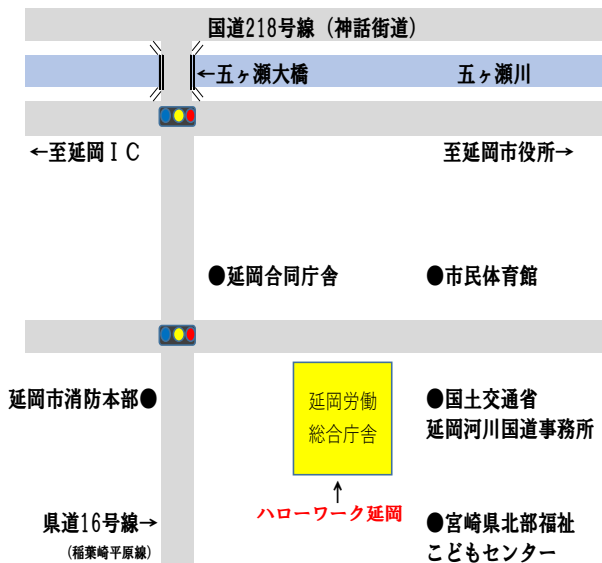 国道218号線（神話街道）
←五ヶ瀬大橋
五ヶ瀬川
←至延岡ＩＣ
至延岡市役所→
●延岡合同庁舎
●市民体育館
延岡市消防本部●
延岡労働
総合庁舎
●国土交通省
延岡河川国道事務所
↑
ハローワーク延岡
県道16号線→
（稲葉崎平原線）
●宮崎県北部福祉
こどもセンター